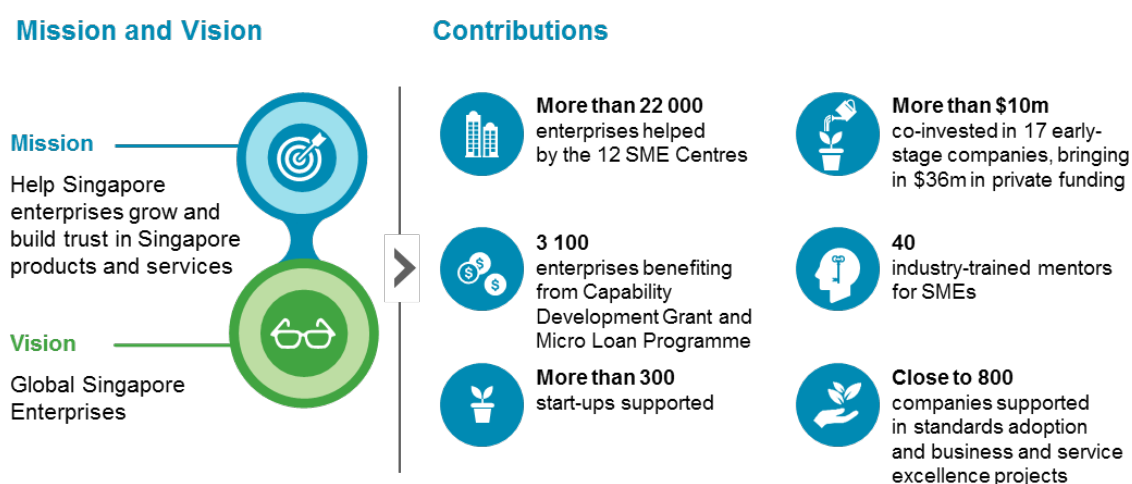 Mission and Vision
Mission
Help Singapore
enterprises grow and
build trust in Singapore
products and services
Vision
Global Singapore
Enterprises
Contributions
More than 22 000
enterprises helped
by the 12 SME Centres
More than $10m
co-invested in 17 early-
stage companies, bringing
in $36m in private funding
3 100
enterprises benefiting
from Capability
Development Grant and
Micro Loan Programme
40
industry-trained mentors
for SMEs
More than 300
start-ups supported
Close to 800
companies supported
in standards adoption
and business and service
excellence projects
$
$
$